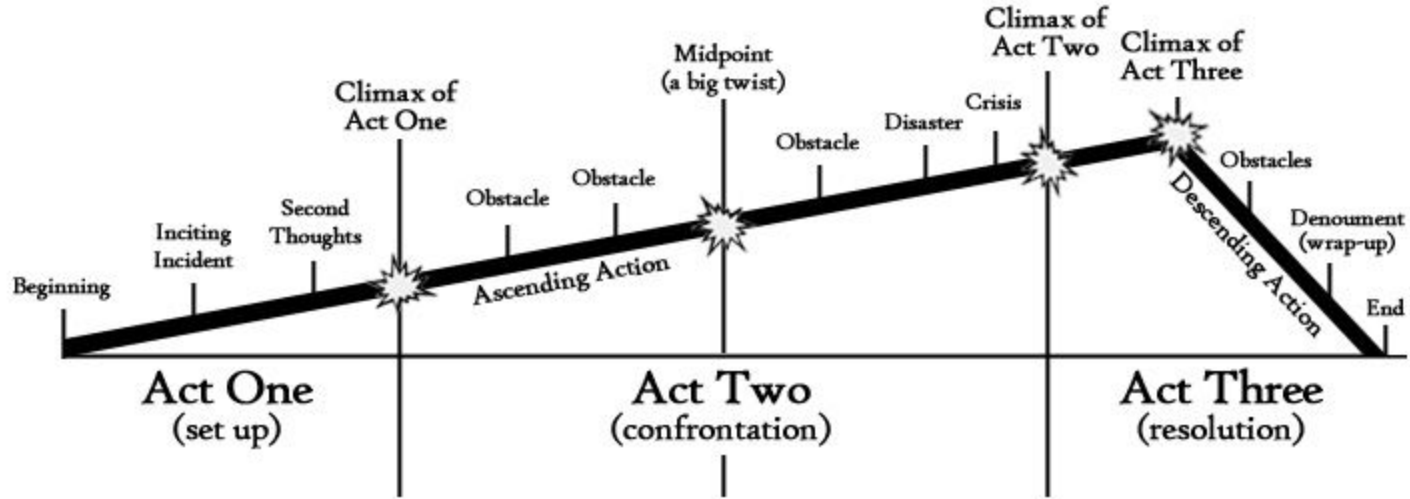 Beginning
Inciting
Incident
Second
Thoughts
Climax of
Act One
Obstacle
Obstacle
Ascending Action
Midpoint
(a big twist)
Obstacle
Disaster
Crisis
Climax of
Act Two
Climax of
Act Three
Obstacles
Descending Action
Denoument
(wrap-up)
End
Act One
(set up)
Act Two
(confrontation)
Act Three
(resolution)